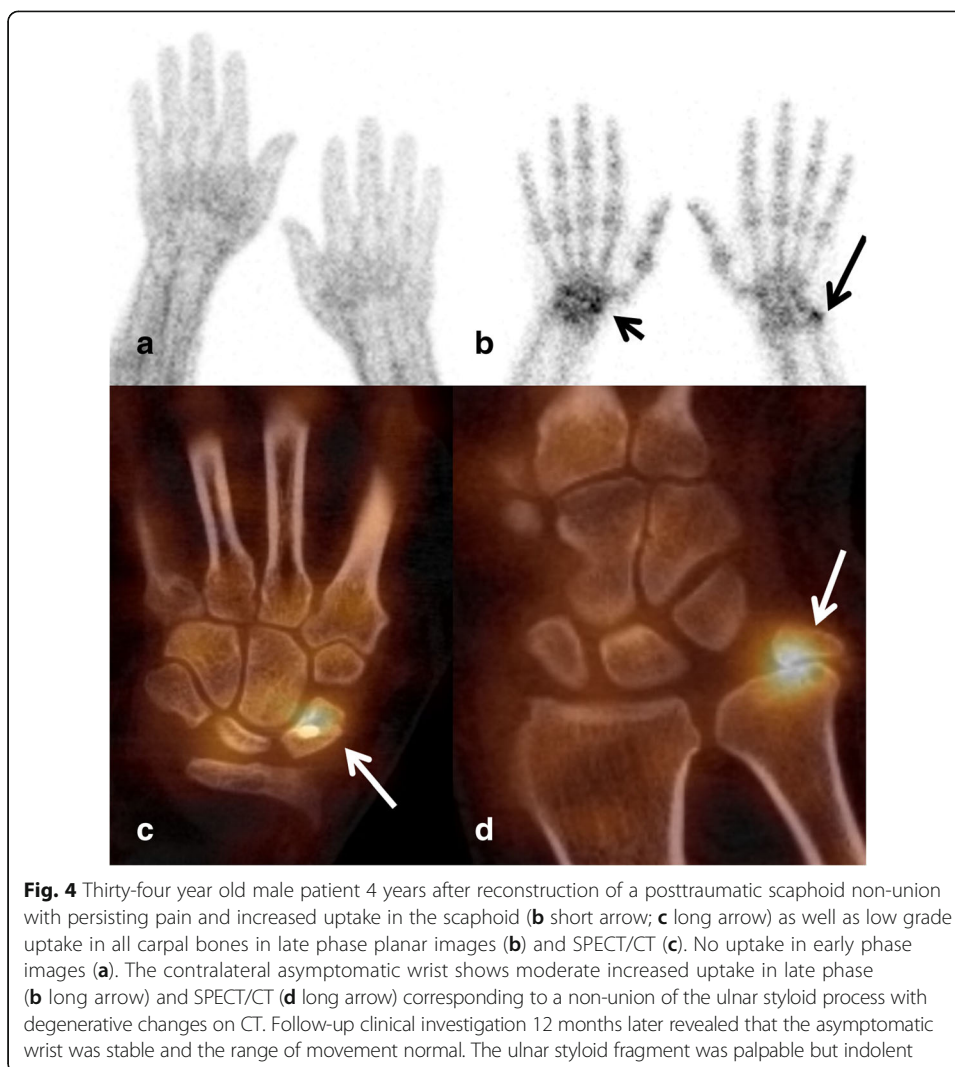 a
b
c
d
Fig. 4 Thirty-four year old male patient 4 years after reconstruction of a posttraumatic scaphoid non-union
with persisting pain and increased uptake in the scaphoid (b short arrow; c long arrow) as well as low grade
uptake in all carpal bones in late phase planar images (b) and SPECT/CT (c). No uptake in early phase
images (a). The contralateral asymptomatic wrist shows moderate increased uptake in late phase
(b long arrow) and SPECT/CT (d long arrow) corresponding to a non-union of the ulnar styloid process with
degenerative changes on CT. Follow-up clinical investigation 12 months later revealed that the asymptomatic
wrist was stable and the range of movement normal. The ulnar styloid fragment was palpable but indolent